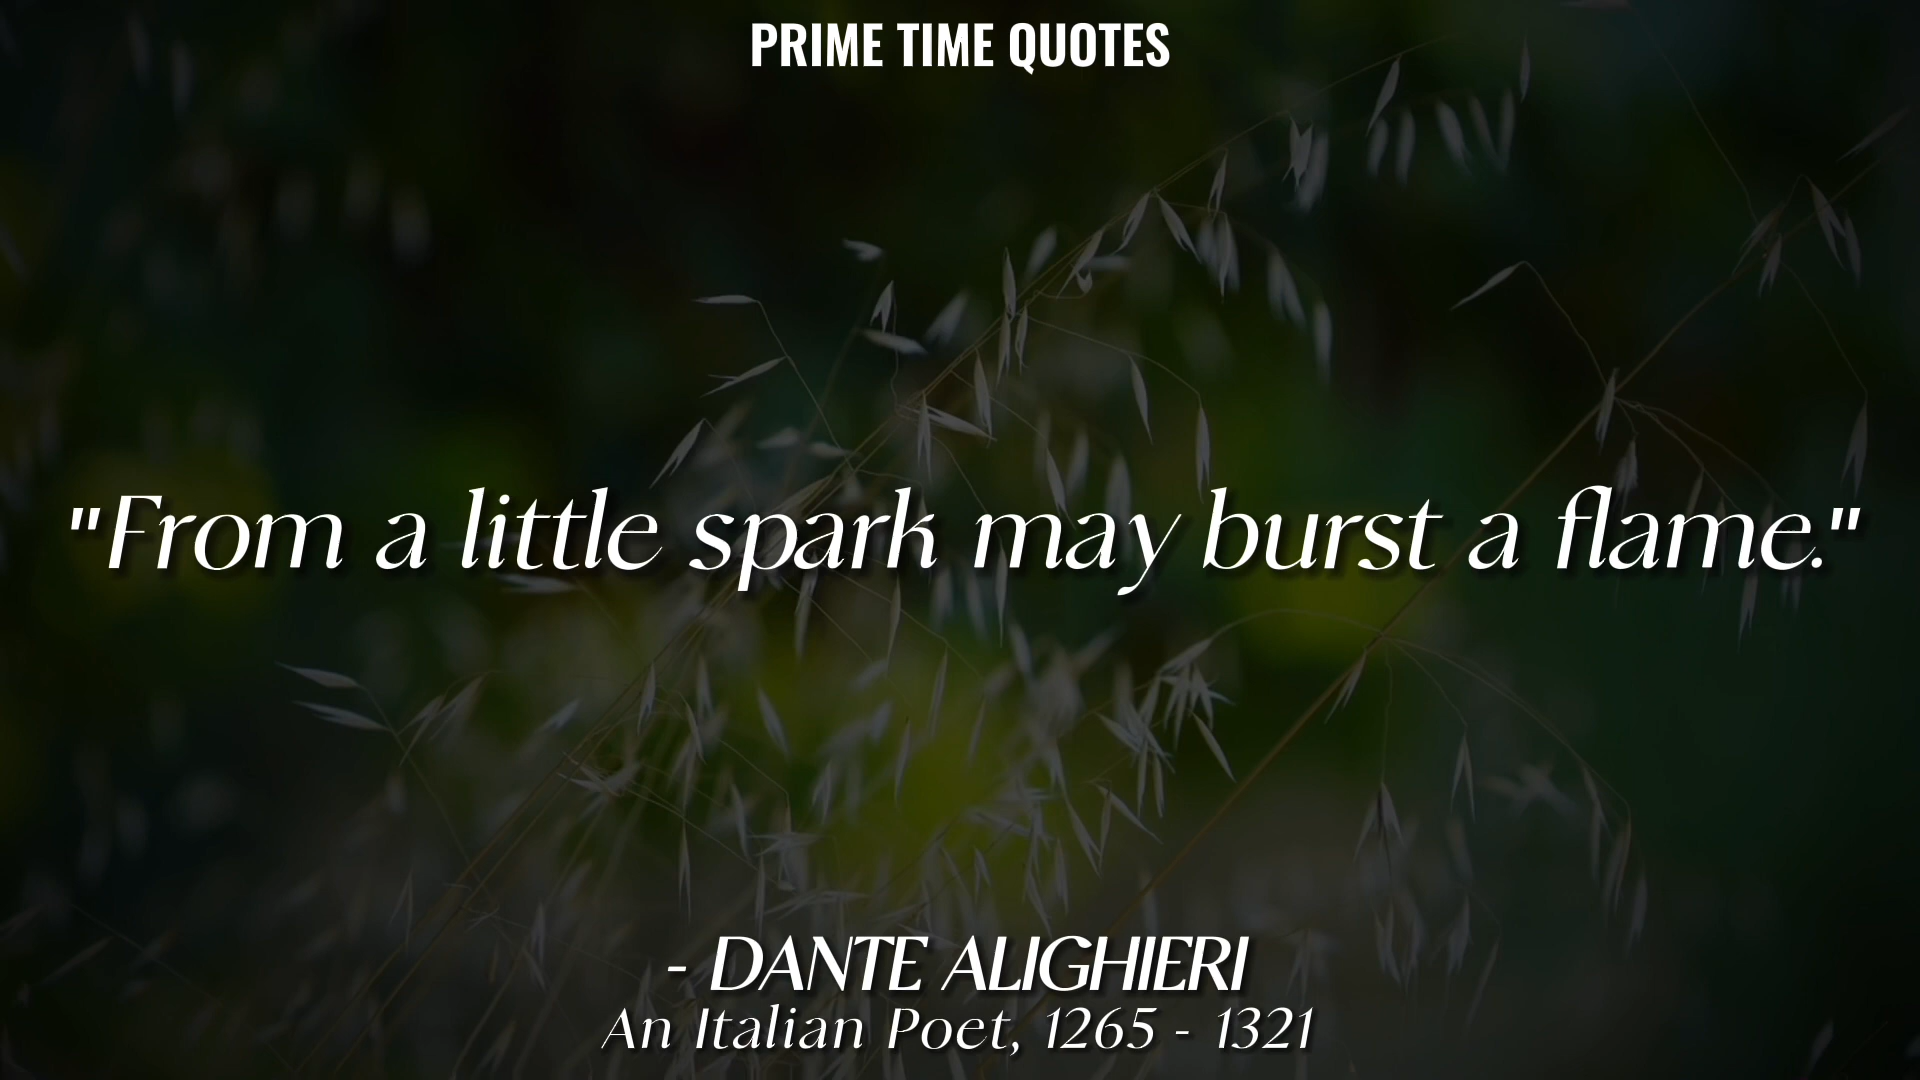 PRIME TIME QUOTES
"From a little spark may burst a flame."
- DANTE ALIGHIERI
An Italian Poet, 1265 - 1321